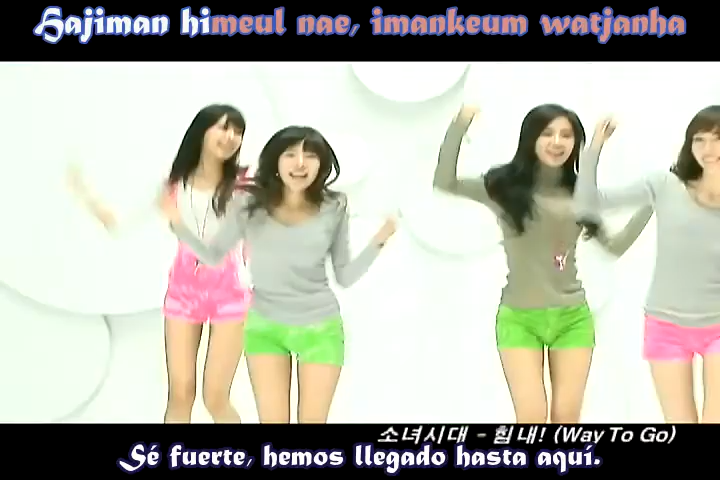 Hajiman himeul nae, imankeum watjanha
소녀시대 - 힘내! (Way To Go)
Sé fuerte, hemos llegado hasta aquí.